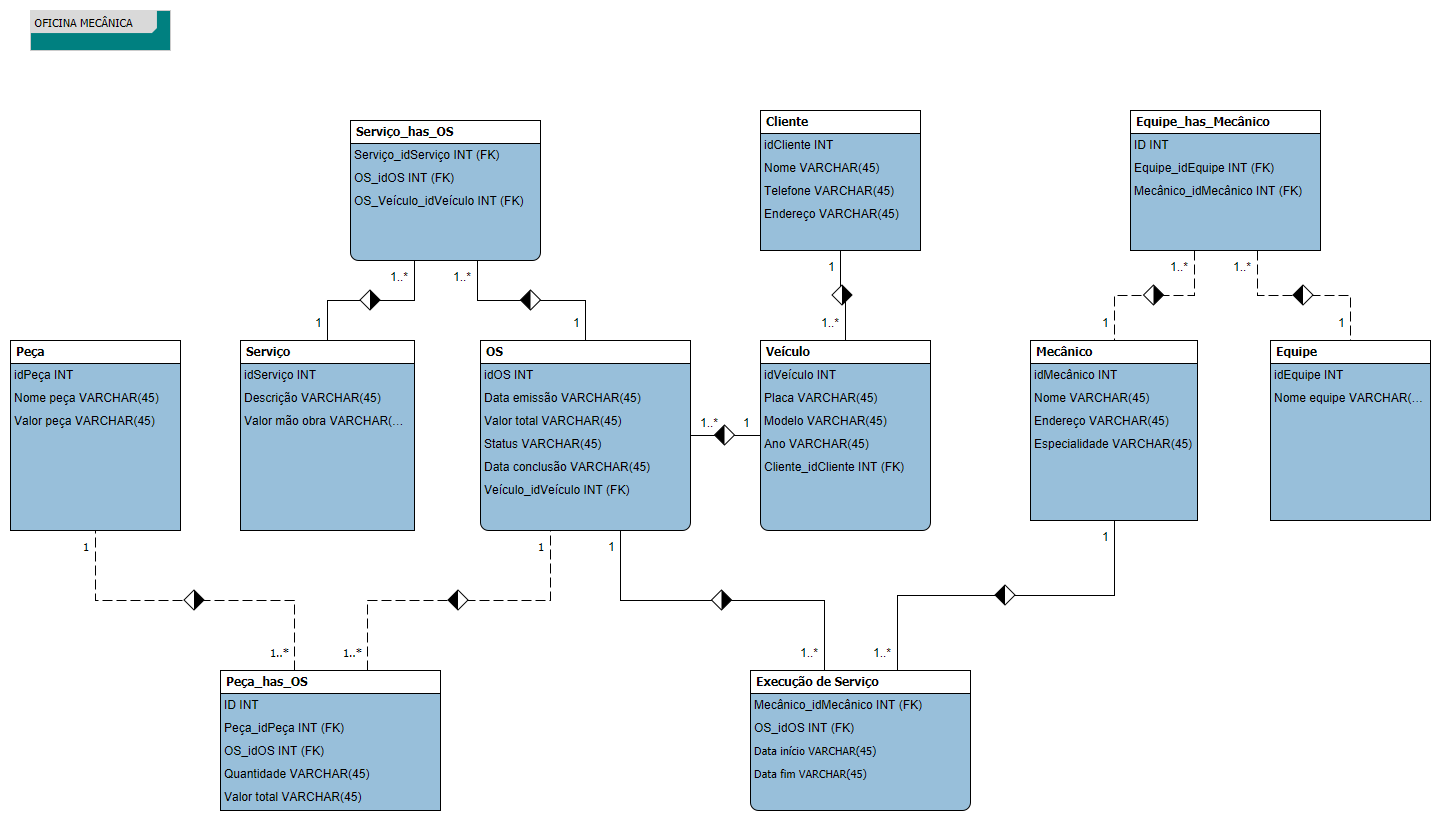 OFICINA MECÂNICA
Serviço_has_OS
Serviço_idServiço INT (FK)
OS_idOS INT (FK)
OS_Veículo_idVeículo INT (FK)
Cliente
idCliente INT
Nome VARCHAR(45)
Telefone VARCHAR(45)
Endereço VARCHAR(45)
Equipe_has_Mecânico
ID INT
Equipe_idEquipe INT (FK)
Mecânico_idMecânico INT (FK)
1..*
1..*
1
1..*
1..*
1
1
1..*
1
1
Peça
idPeça INT
Nome peça VARCHAR(45)
Valor peça VARCHAR(45)
Serviço
idServiço INT
Descrição VARCHAR(45)
Valor mão obra VARCHAR(...
OS
idOS INT
Data emissão VARCHAR(45)
Valor total VARCHAR(45)
Status VARCHAR(45)
Data conclusão VARCHAR(45)
Veículo_idVeículo INT (FK)
1..*
1
Veículo
idVeículo INT
Placa VARCHAR(45)
Modelo VARCHAR(45)
Ano VARCHAR(45)
Cliente_idCliente INT (FK)
Mecânico
idMecânico INT
Nome VARCHAR(45)
Endereço VARCHAR(45)
Especialidade VARCHAR(45)
Equipe
idEquipe INT
Nome equipe VARCHAR(...
1
1
1
1
1..*
1..*
1..*
1..*
Peça_has_OS
ID INT
Peça_idPeça INT (FK)
OS_idOS INT (FK)
Quantidade VARCHAR(45)
Valor total VARCHAR(45)
Execução de Serviço
Mecânico_idMecânico INT (FK)
OS_idOS INT (FK)
Data início VARCHAR(45)
Data fim VARCHAR(45)